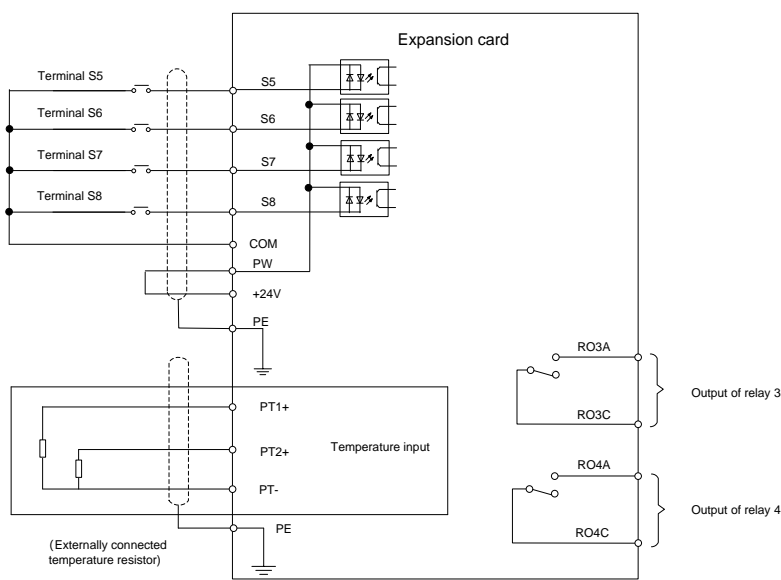 Expansion card
Terminal S5
S5
Terminal S6
S6
Terminal S7
S7
Terminal S8
S8
COM
PW
+24V
PE
RO3A
Output of relay 3
RO3C
PT1+
PT2+
Temperature input
PT-
RO4A
Output of relay 4
RO4C
PE
(Externally connected
temperature resistor)